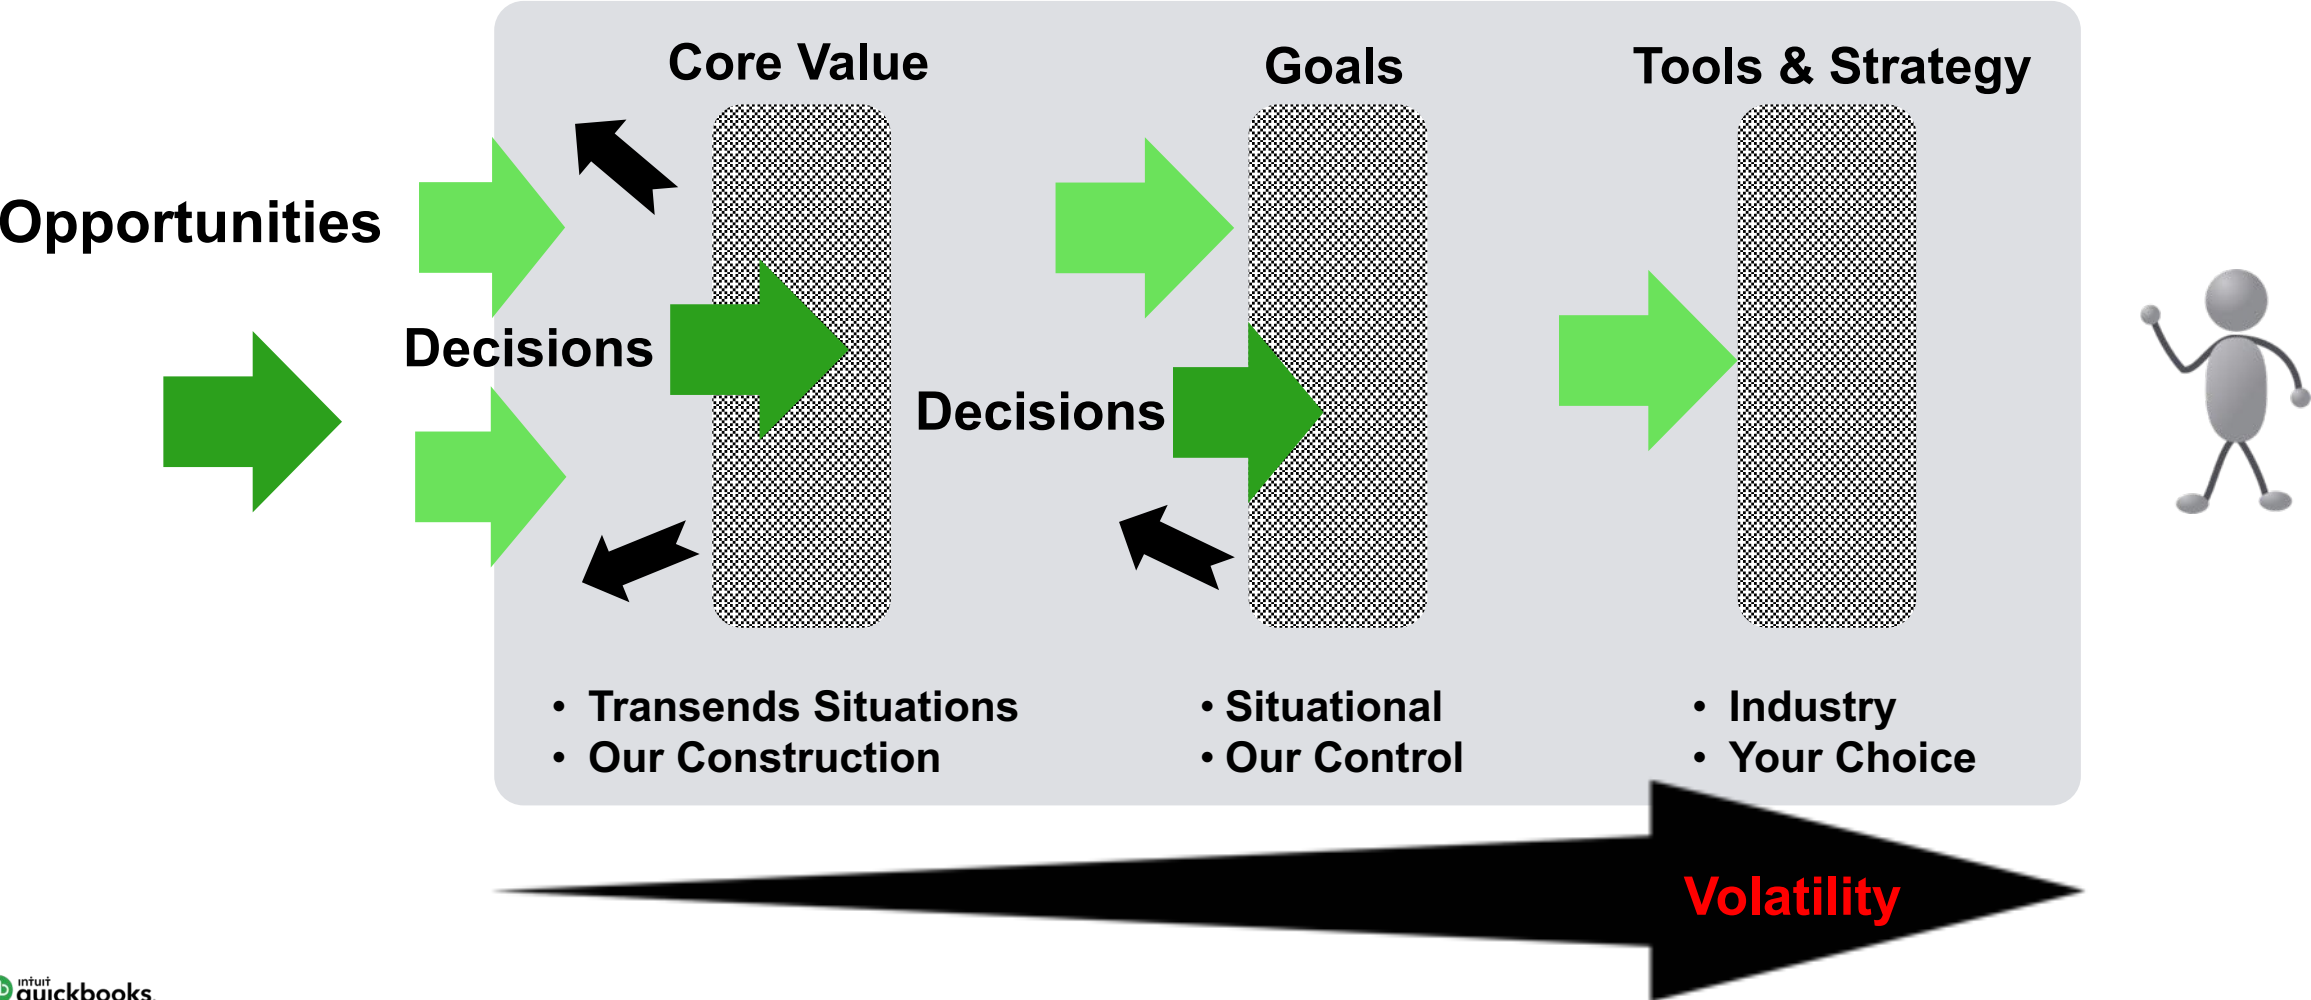 Core Value
Goals
Tools & Strategy
Opportunities
Decisions
Decisions
• Transends Situations
• Our Construction
• Situational
• Our Control
• Industry
• Your Choice
Volatility
intuit
quickbooks.